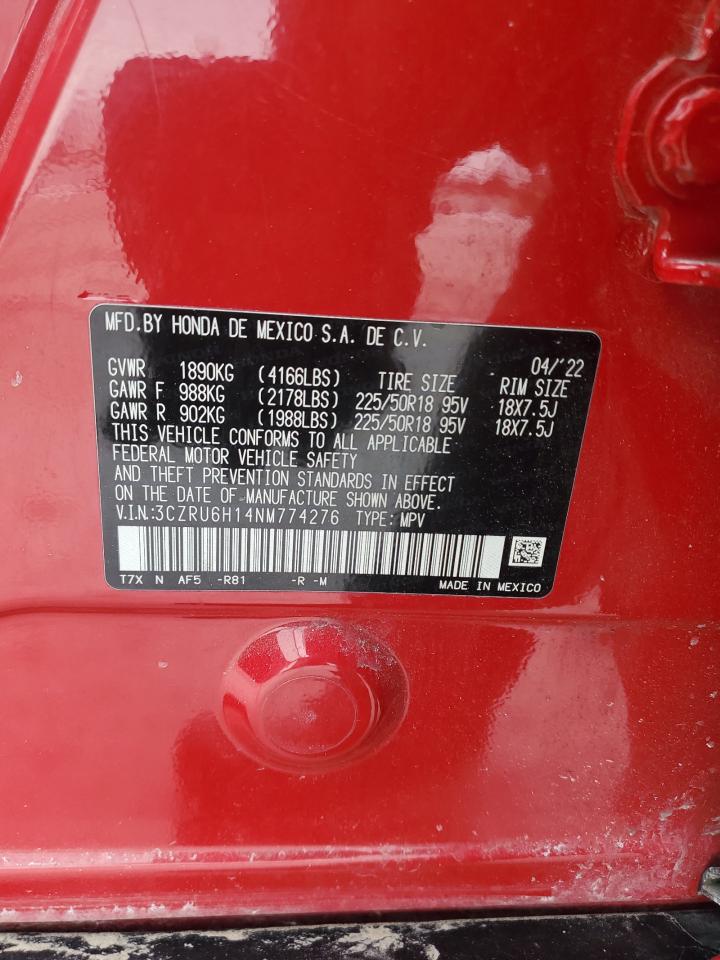 MFD.BY HONDA DE MEXICO S.A. DE C.V.
04/'22
GVWR 1890KG (4166LBS) TIRE SIZE RIM SIZE
GAWR F 988KG (2178LBS) 225/50R18 95V 18X7.5J
GAWR R 902KG (1988LBS) 225/50R18 95V 18X7.5J
THIS VEHICLE CONFORMS TO ALL APPLICABLE
FEDERAL MOTOR VEHICLE SAFETY
AND THEFT PREVENTION STANDARDS IN EFFECT
ON THE DATE OF MANUFACTURE SHOWN ABOVE.
V.I.N:3CZRU6H14NM774276 TYPE: MPV
T7X N AF5 -R81 -R -M MADE IN MEXICO